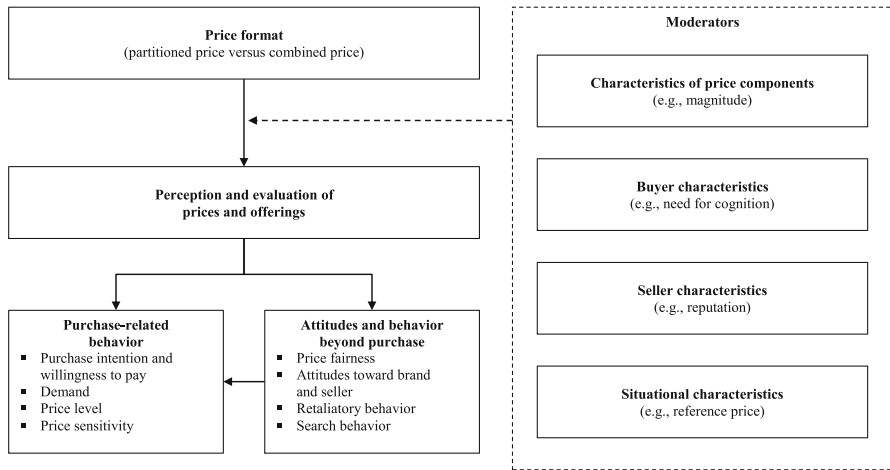 Price format
(partitioned price versus combined price)
Perception and evaluation of
prices and offerings
Purchase-related
behavior
▪ Purchase intention and
willingness to pay
▪ Demand
▪ Price level
▪ Price sensitivity
Attitudes and behavior
beyond purchase
▪ Price fairness
▪ Attitudes toward brand
and seller
▪ Retaliatory behavior
▪ Search behavior
Moderators
Characteristics of price components
(e.g., magnitude)
Buyer characteristics
(e.g., need for cognition)
Seller characteristics
(e.g., reputation)
Situational characteristics
(e.g., reference price)